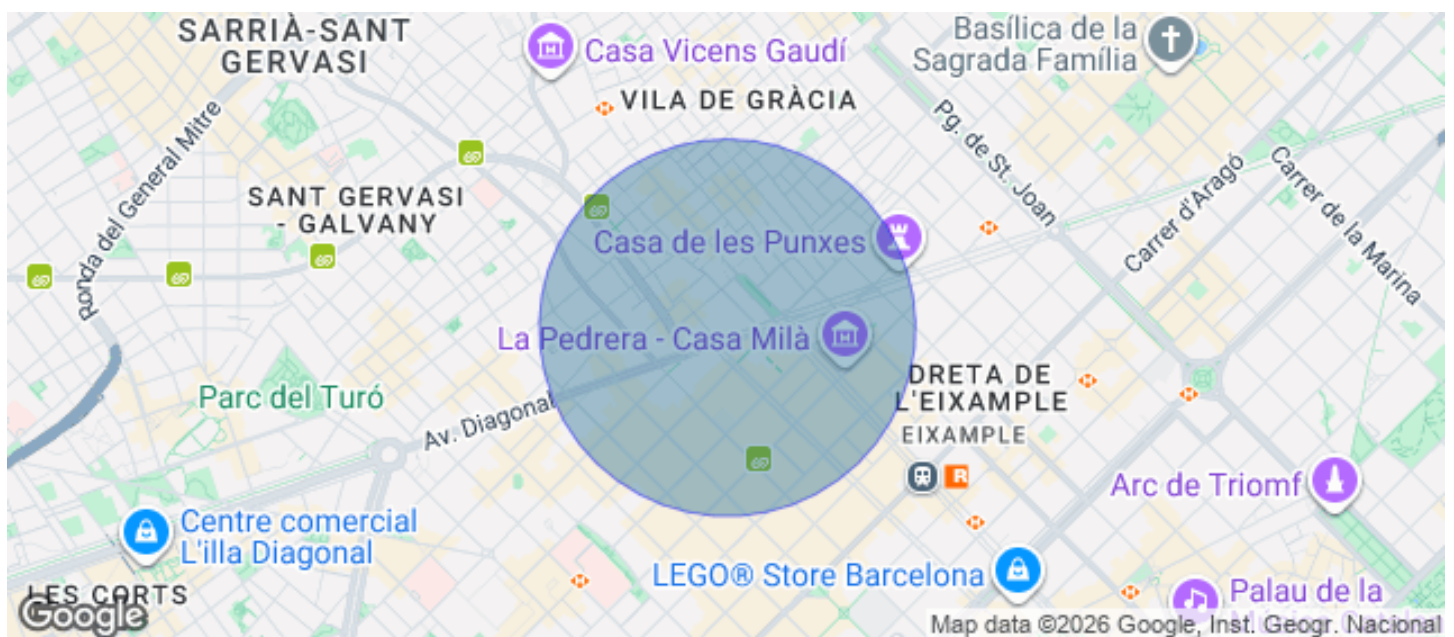 SARRIÀ-SANT
GERVASI
Casa Vicens Gaudí
Basílica de la
Sagrada Família
VILA DE GRÀCIA
Ronda del General Mitre
Pg. de St. Joan
Carrer d'Aragó
Carrer de la Marina
SANT GERVASI
- GALVANY
Casa de les Punxes
La Pedrera - Casa Milà
Parc del Turó
Av. Diagonal
DRETA DE
L'EIXAMPLE
EIXAMPLE
R
Arc de Triomf
Centre comercial
L'illa Diagonal
LEGO® Store Barcelona
LES CORTS
Palau de la
Google
Map data ©2026 Google, Inst. Geogr. Nacional